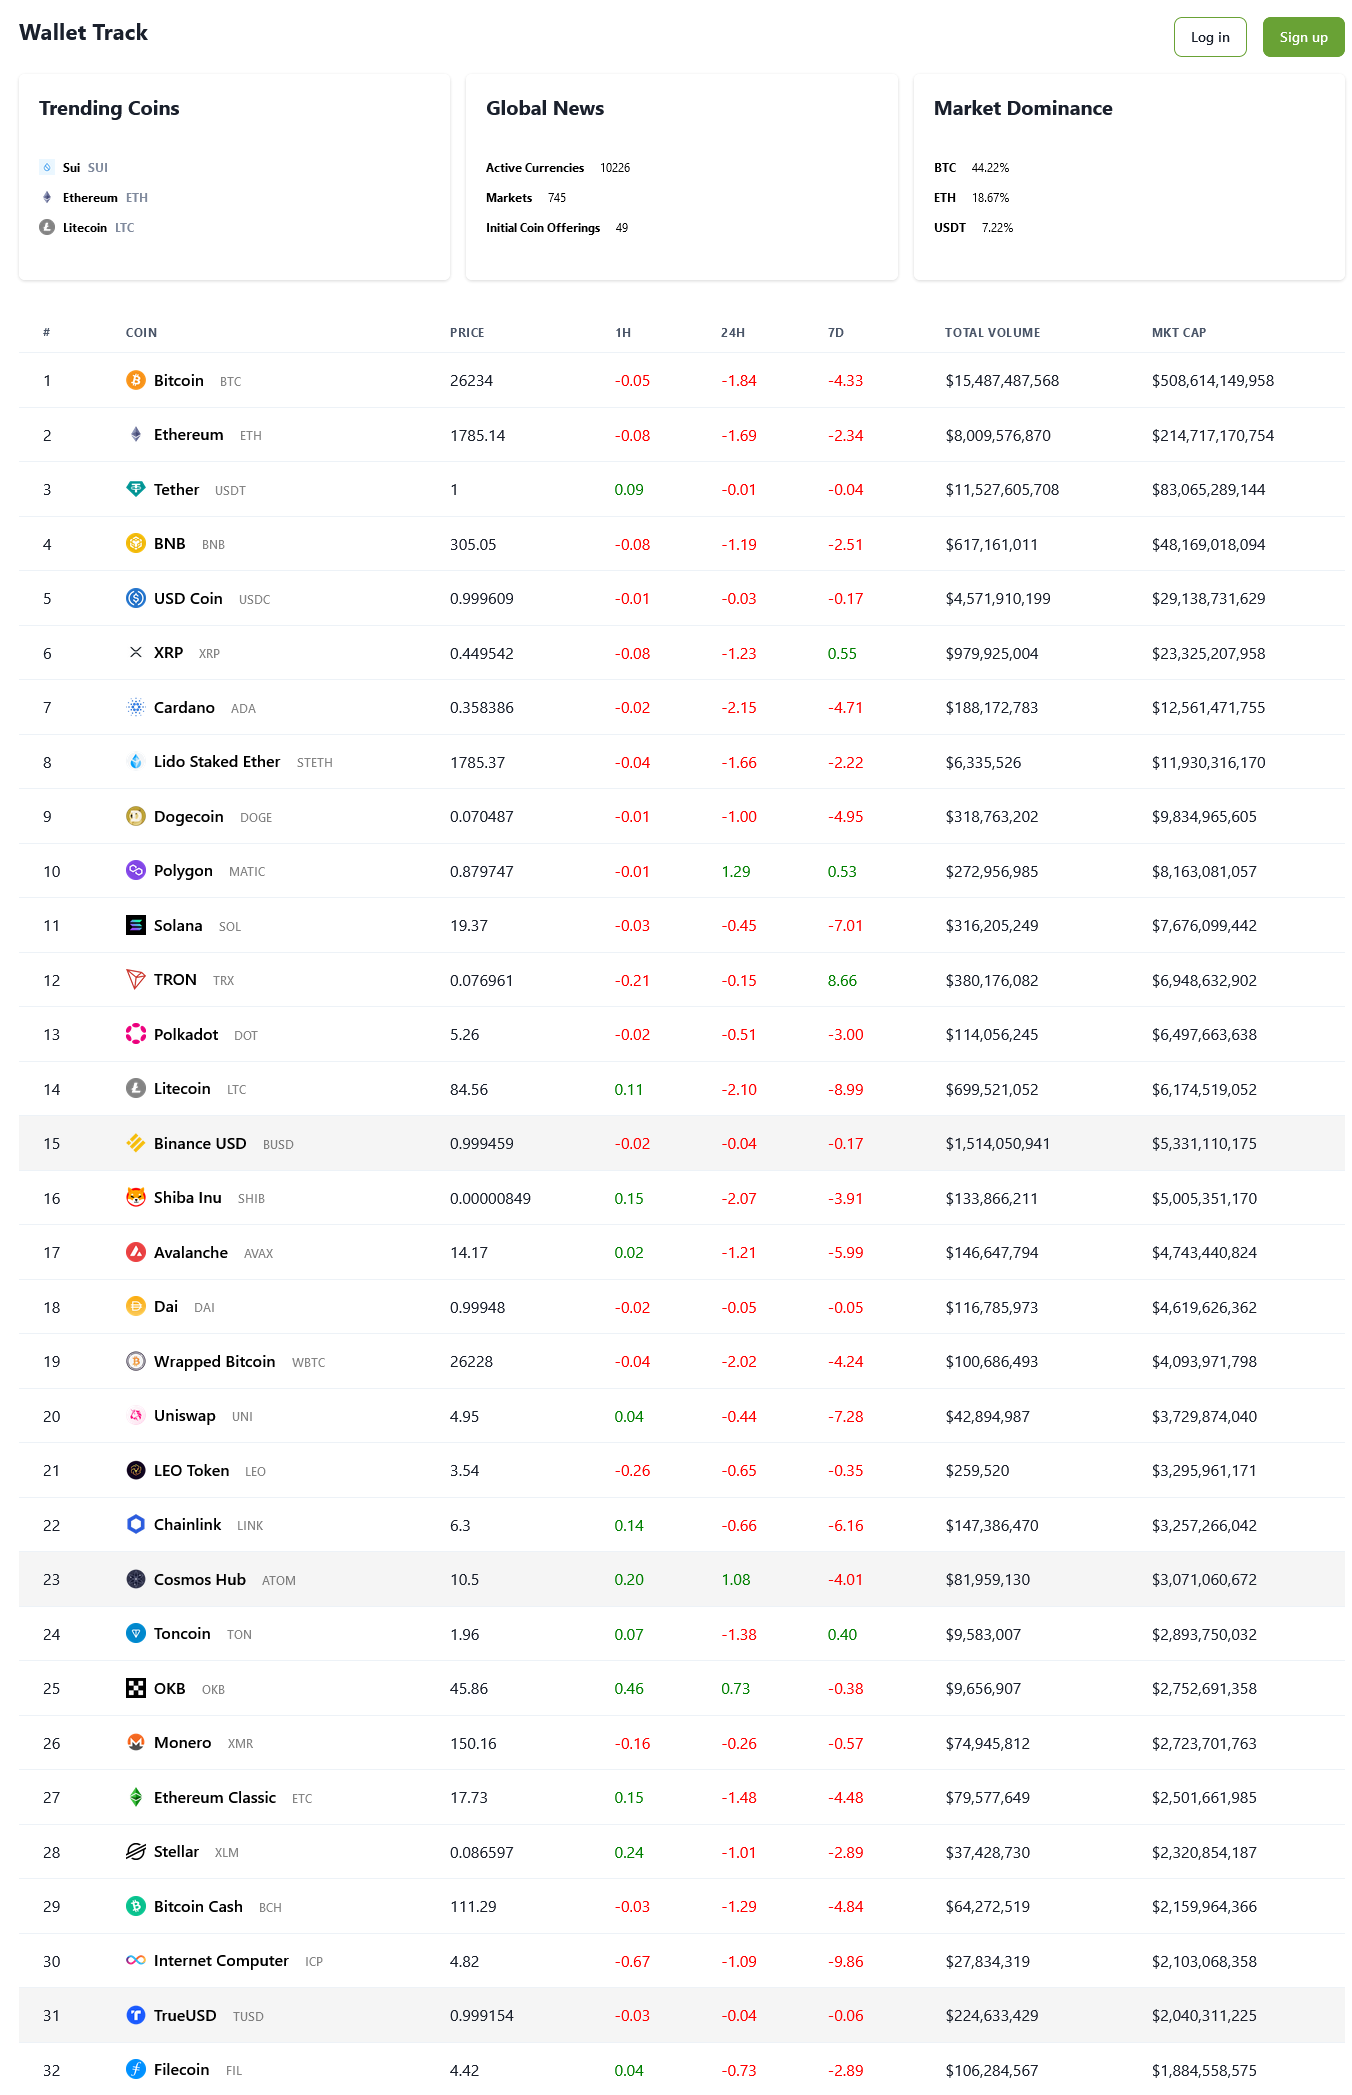 Wallet Track
Log in
Sign up
Trending Coins
Sui SUI
Ethereum ETH
Litecoin LTC
Global News
Active Currencies 10226
Markets 745
Initial Coin Offerings 49
Market Dominance
BTC 44.22%
ETH 18.67%
USDT 7.22%
# COIN PRICE 1H 24H 7D TOTAL VOLUME MKT CAP
1 Bitcoin BTC 26234 -0.05 -1.84 -4.33 $15,487,487,568 $508,614,149,958
2 Ethereum ETH 1785.14 -0.08 -1.69 -2.34 $8,009,576,870 $214,717,170,754
3 Tether USDT 1 0.09 -0.01 -0.04 $11,527,605,708 $83,065,289,144
4 BNB BNB 305.05 -0.08 -1.19 -2.51 $617,161,011 $48,169,018,094
5 USD Coin USDC 0.999609 -0.01 -0.03 -0.17 $4,571,910,199 $29,138,731,629
6 XRP XRP 0.449542 -0.08 -1.23 0.55 $979,925,004 $23,325,207,958
7 Cardano ADA 0.358386 -0.02 -2.15 -4.71 $188,172,783 $12,561,471,755
8 Lido Staked Ether STETH 1785.37 -0.04 -1.66 -2.22 $6,335,526 $11,930,316,170
9 Dogecoin DOGE 0.070487 -0.01 -1.00 -4.95 $318,763,202 $9,834,965,605
10 Polygon MATIC 0.879747 -0.01 1.29 0.53 $272,956,985 $8,163,081,057
11 Solana SOL 19.37 -0.03 -0.45 -7.01 $316,205,249 $7,676,099,442
12 TRON TRX 0.076961 -0.21 -0.15 8.66 $380,176,082 $6,948,632,902
13 Polkadot DOT 5.26 -0.02 -0.51 -3.00 $114,056,245 $6,497,663,638
14 Litecoin LTC 84.56 0.11 -2.10 -8.99 $699,521,052 $6,174,519,052
15 Binance USD BUSD 0.999459 -0.02 -0.04 -0.17 $1,514,050,941 $5,331,110,175
16 Shiba Inu SHIB 0.00000849 0.15 -2.07 -3.91 $133,866,211 $5,005,351,170
17 Avalanche AVAX 14.17 0.02 -1.21 -5.99 $146,647,794 $4,743,440,824
18 Dai DAI 0.99948 -0.02 -0.05 -0.05 $116,785,973 $4,619,626,362
19 Wrapped Bitcoin WBTC 26228 -0.04 -2.02 -4.24 $100,686,493 $4,093,971,798
20 Uniswap UNI 4.95 0.04 -0.44 -7.28 $42,894,987 $3,729,874,040
21 LEO Token LEO 3.54 -0.26 -0.65 -0.35 $259,520 $3,295,961,171
22 Chainlink LINK 6.3 0.14 -0.66 -6.16 $147,386,470 $3,257,266,042
23 Cosmos Hub ATOM 10.5 0.20 1.08 -4.01 $81,959,130 $3,071,060,672
24 Toncoin TON 1.96 0.07 -1.38 0.40 $9,583,007 $2,893,750,032
25 OKB OKB 45.86 0.46 0.73 -0.38 $9,656,907 $2,752,691,358
26 Monero XMR 150.16 -0.16 -0.26 -0.57 $74,945,812 $2,723,701,763
27 Ethereum Classic ETC 17.73 0.15 -1.48 -4.48 $79,577,649 $2,501,661,985
28 Stellar XLM 0.086597 0.24 -1.01 -2.89 $37,428,730 $2,320,854,187
29 Bitcoin Cash BCH 111.29 -0.03 -1.29 -4.84 $64,272,519 $2,159,964,366
30 Internet Computer ICP 4.82 -0.67 -1.09 -9.86 $27,834,319 $2,103,068,358
31 TrueUSD TUSD 0.999154 -0.03 -0.04 -0.06 $224,633,429 $2,040,311,225
32 Filecoin FIL 4.42 0.04 -0.73 -2.89 $106,284,567 $1,884,558,575